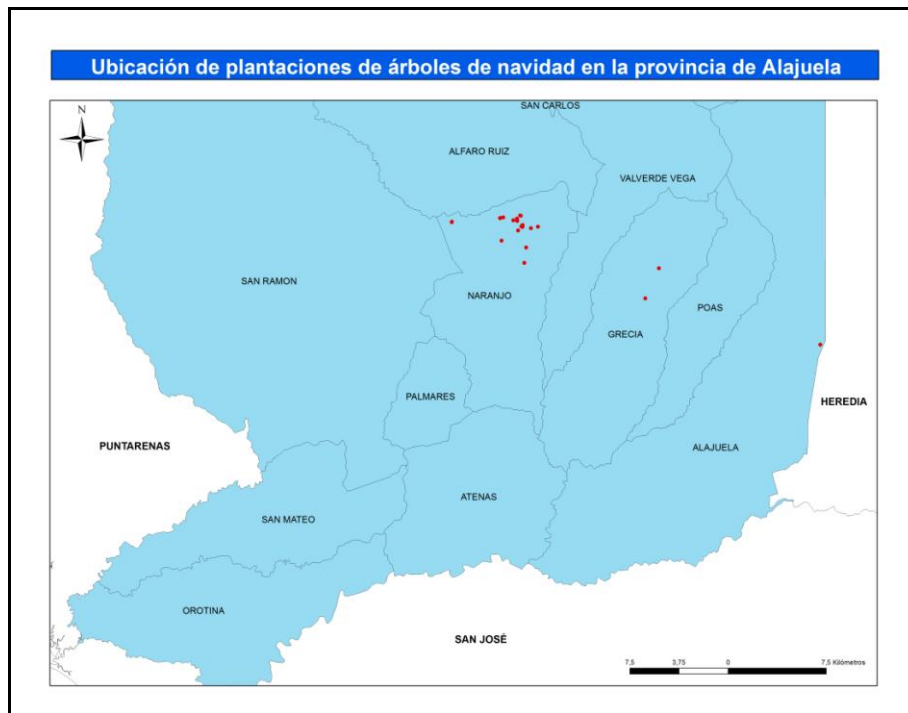 Ubicación de plantaciones de árboles de navidad en la provincia de Alajuela
N
SAN CARLOS
ALFARO RUIZ
VALVERDE VEGA
SAN RAMON
NARANJO
POAS
GRECIA
PALMARES
HEREDIA
PUNTARENAS
ALAJUELA
ATENAS
SAN MATEO
OROTINA
SAN JOSÉ
7,5 3,75 0 7,5 Kilómetros